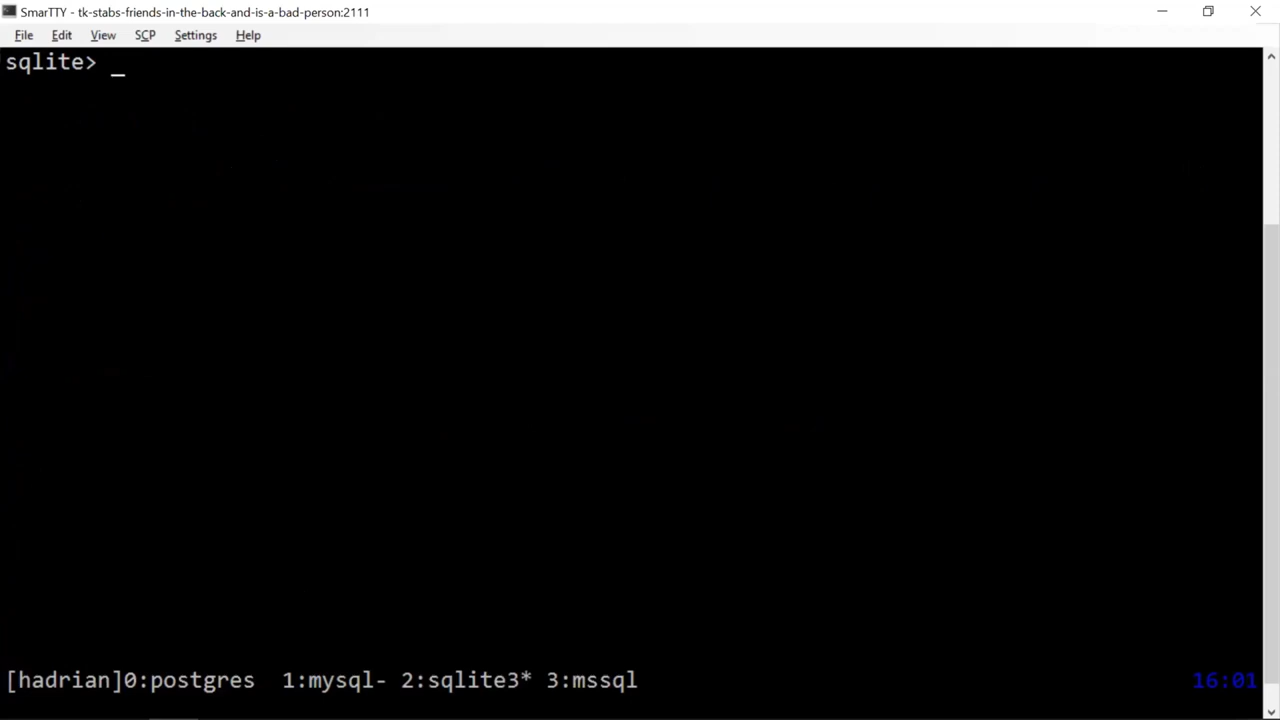 SmarTTY - tk-stabs-friends-in-the-back-and-is-a-bad-person:2111
File Edit View SCP Settings Help
sqlite> _
[hadrian]0:postgres  1:mysql- 2:sqlite3* 3:mssql 16:01